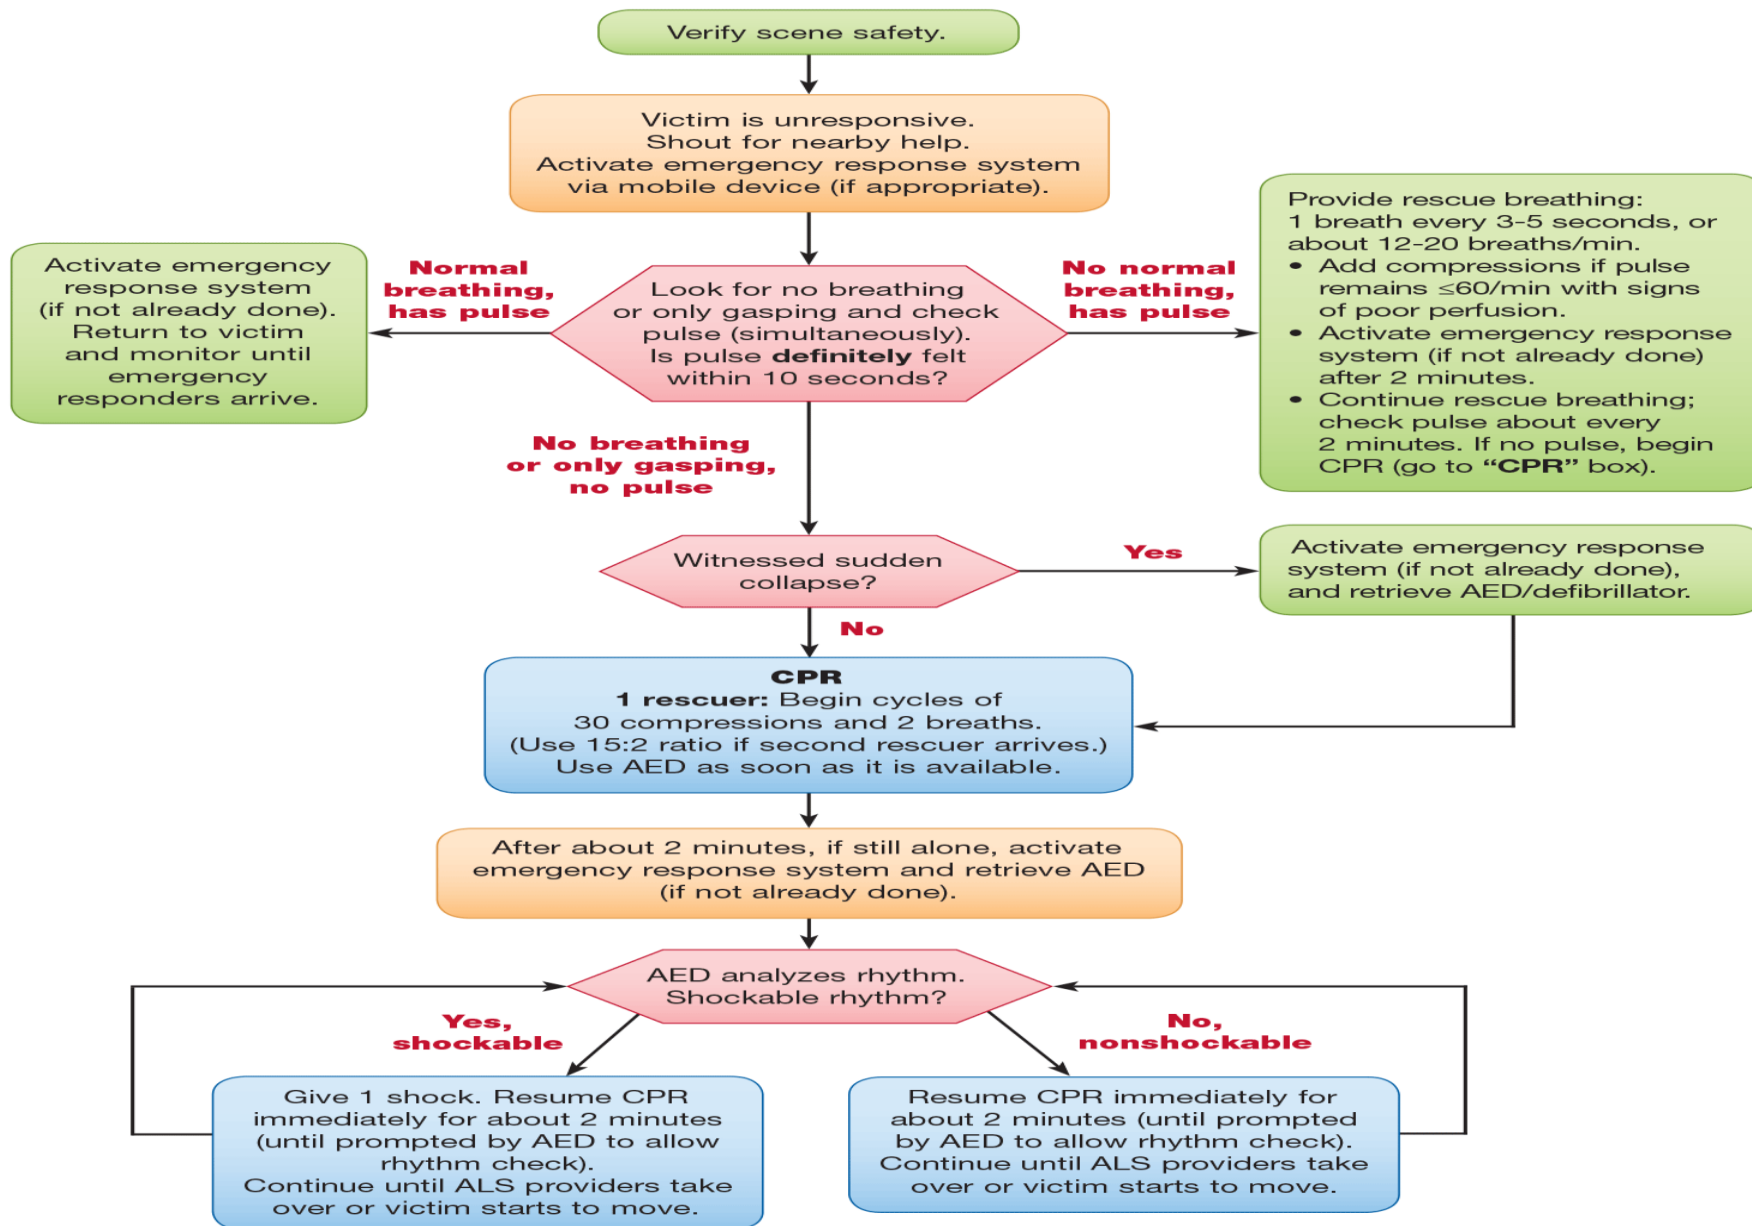 Verify scene safety.
Victim is unresponsive.
Shout for nearby help.
Activate emergency response system
via mobile device (if appropriate).
Activate emergency
response system
(if not already done).
Return to victim
and monitor until
emergency
responders arrive.
Normal
breathing,
has pulse
Look for no breathing
or only gasping and check
pulse (simultaneously).
Is pulse definitely felt
within 10 seconds?
No normal
breathing,
has pulse
Provide rescue breathing:
1 breath every 3-5 seconds, or
about 12-20 breaths/min.
• Add compressions if pulse
remains ≤60/min with signs
of poor perfusion.
• Activate emergency response
system (if not already done)
after 2 minutes.
• Continue rescue breathing;
check pulse about every
2 minutes. If no pulse, begin
CPR (go to “CPR” box).
No breathing
or only gasping,
no pulse
Witnessed sudden
collapse?
Yes
Activate emergency response
system (if not already done),
and retrieve AED/defibrillator.
No
CPR
1 rescuer: Begin cycles of
30 compressions and 2 breaths.
(Use 15:2 ratio if second rescuer arrives.)
Use AED as soon as it is available.
After about 2 minutes, if still alone, activate
emergency response system and retrieve AED
(if not already done).
AED analyzes rhythm.
Shockable rhythm?
Yes,
shockable
No,
nonshockable
Give 1 shock. Resume CPR
immediately for about 2 minutes
(until prompted by AED to allow
rhythm check).
Continue until ALS providers take
over or victim starts to move.
Resume CPR immediately for
about 2 minutes (until prompted
by AED to allow rhythm check).
Continue until ALS providers take
over or victim starts to move.